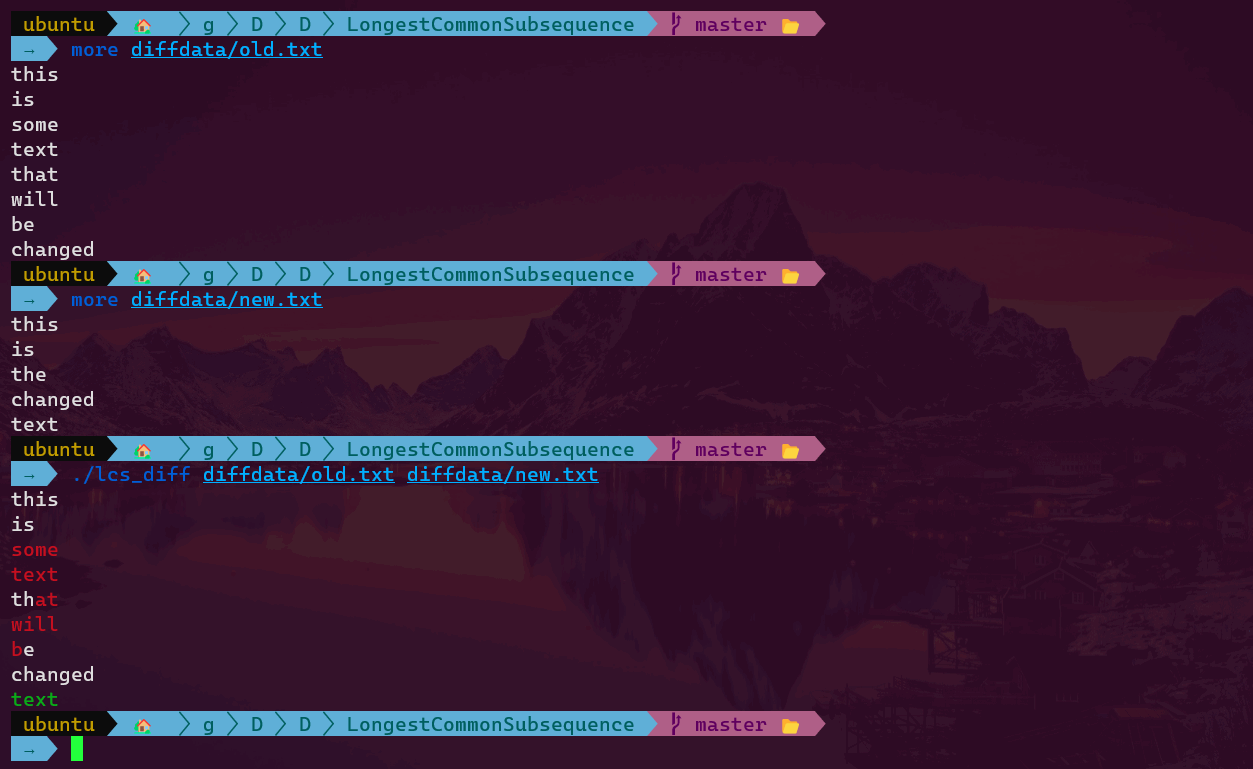 ubuntu g D D LongestCommonSubsequence master
→ more diffdata/old.txt
this
is
some
text
that
will
be
changed
ubuntu g D D LongestCommonSubsequence master
→ more diffdata/new.txt
this
is
the
changed
text
ubuntu g D D LongestCommonSubsequence master
→ ./lcs_diff diffdata/old.txt diffdata/new.txt
this
is
some
text
that
will
be
changed
text
ubuntu g D D LongestCommonSubsequence master
→